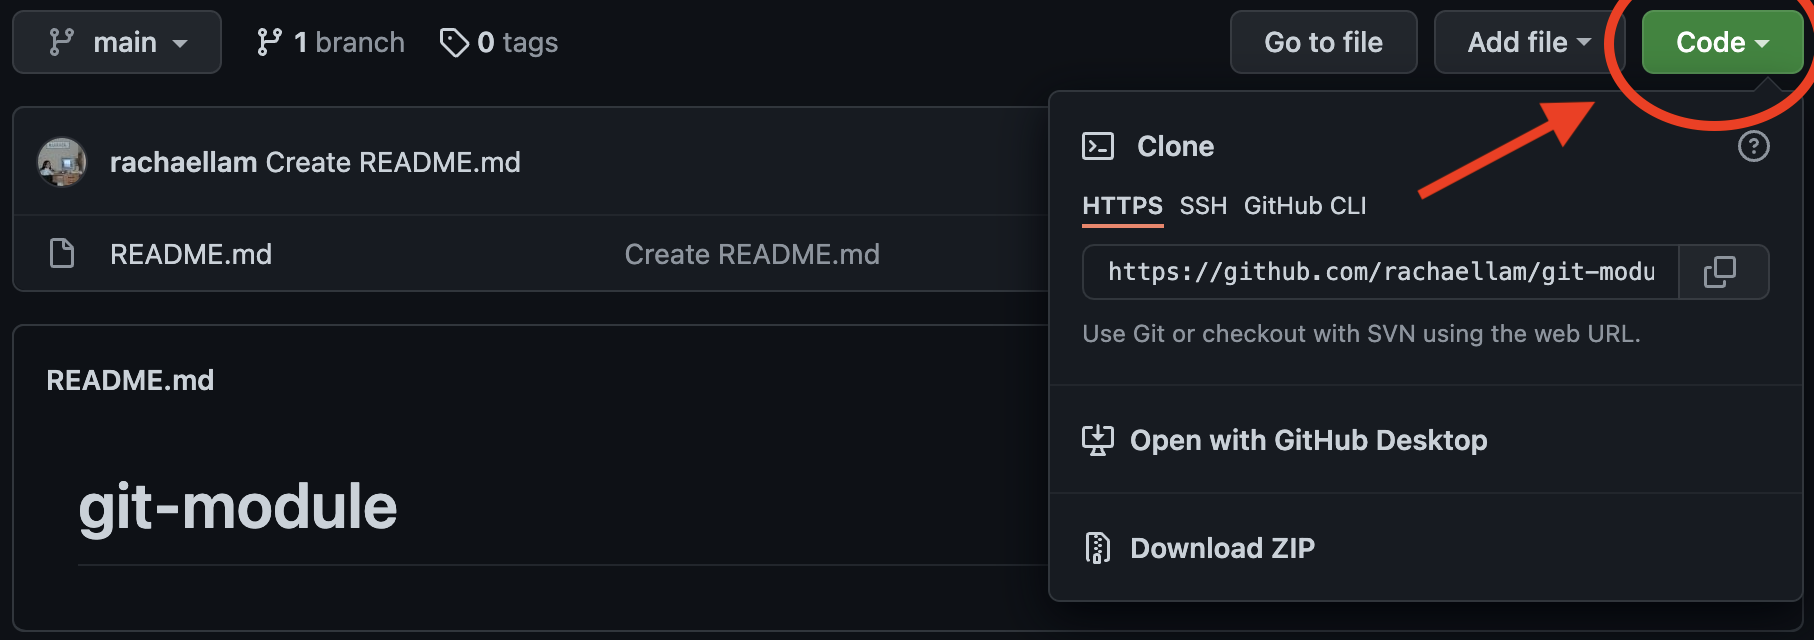 main 1 branch 0 tags Go to file Add file Code
rachaellam Create README.md
README.md Create README.md
README.md
git-module
Clone
HTTPS SSH GitHub CLI
https://github.com/rachaellam/git-modu
Use Git or checkout with SVN using the web URL.
Open with GitHub Desktop
Download ZIP